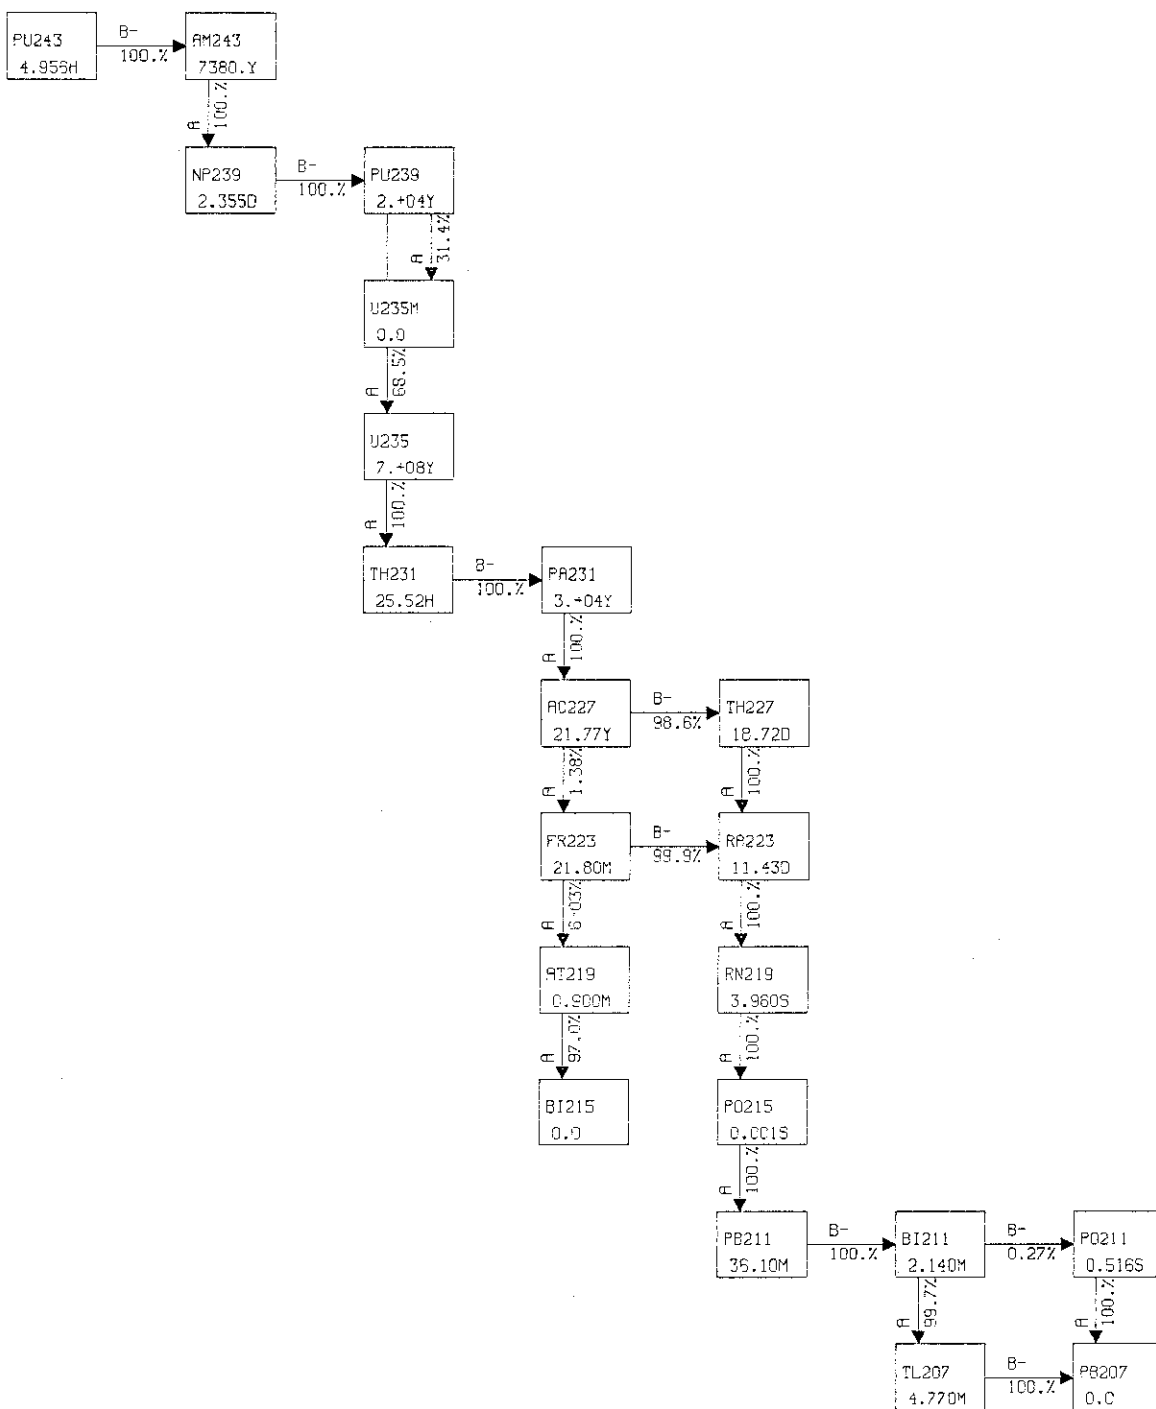 PU243
4.956H
B-
100.%
AM243
7380.Y
A
100.%
NP239
2.355D
B-
100.%
PU239
2.+04Y
A
31.4%
U235M
0.0
A
68.5%
U235
7.+08Y
A
100.%
TH231
25.52H
B-
100.%
PA231
3.+04Y
A
100.%
AC227
21.77Y
B-
98.6%
TH227
18.72D
A
1.38%
A
100.%
FR223
21.80M
B-
99.9%
RA223
11.43D
A
6-03%
A
100.%
AT219
0.900M
RN219
3.960S
A
97.0%
A
100.%
BI215
0.0
PO215
0.001S
A
100.%
PB211
36.10M
B-
100.%
BI211
2.140M
B-
0.27%
PO211
0.516S
A
99.7%
A
100.%
TL207
4.770M
B-
100.%
PB207
0.0